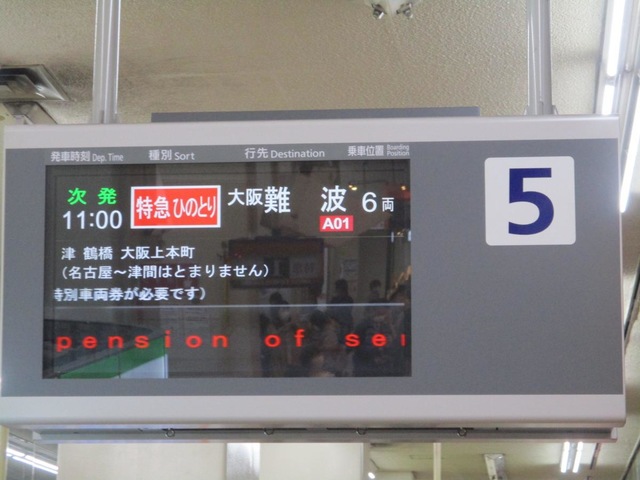 発車時刻 Dep. Time 種別 Sort 行先 Destination 乗車位置 Boarding Position
次発 特急 ひのとり 大阪難波 6両
11:00 A01
5
津 鶴橋 大阪上本町
(名古屋～津間はとまりません)
特別車両券が必要です)
pension of se